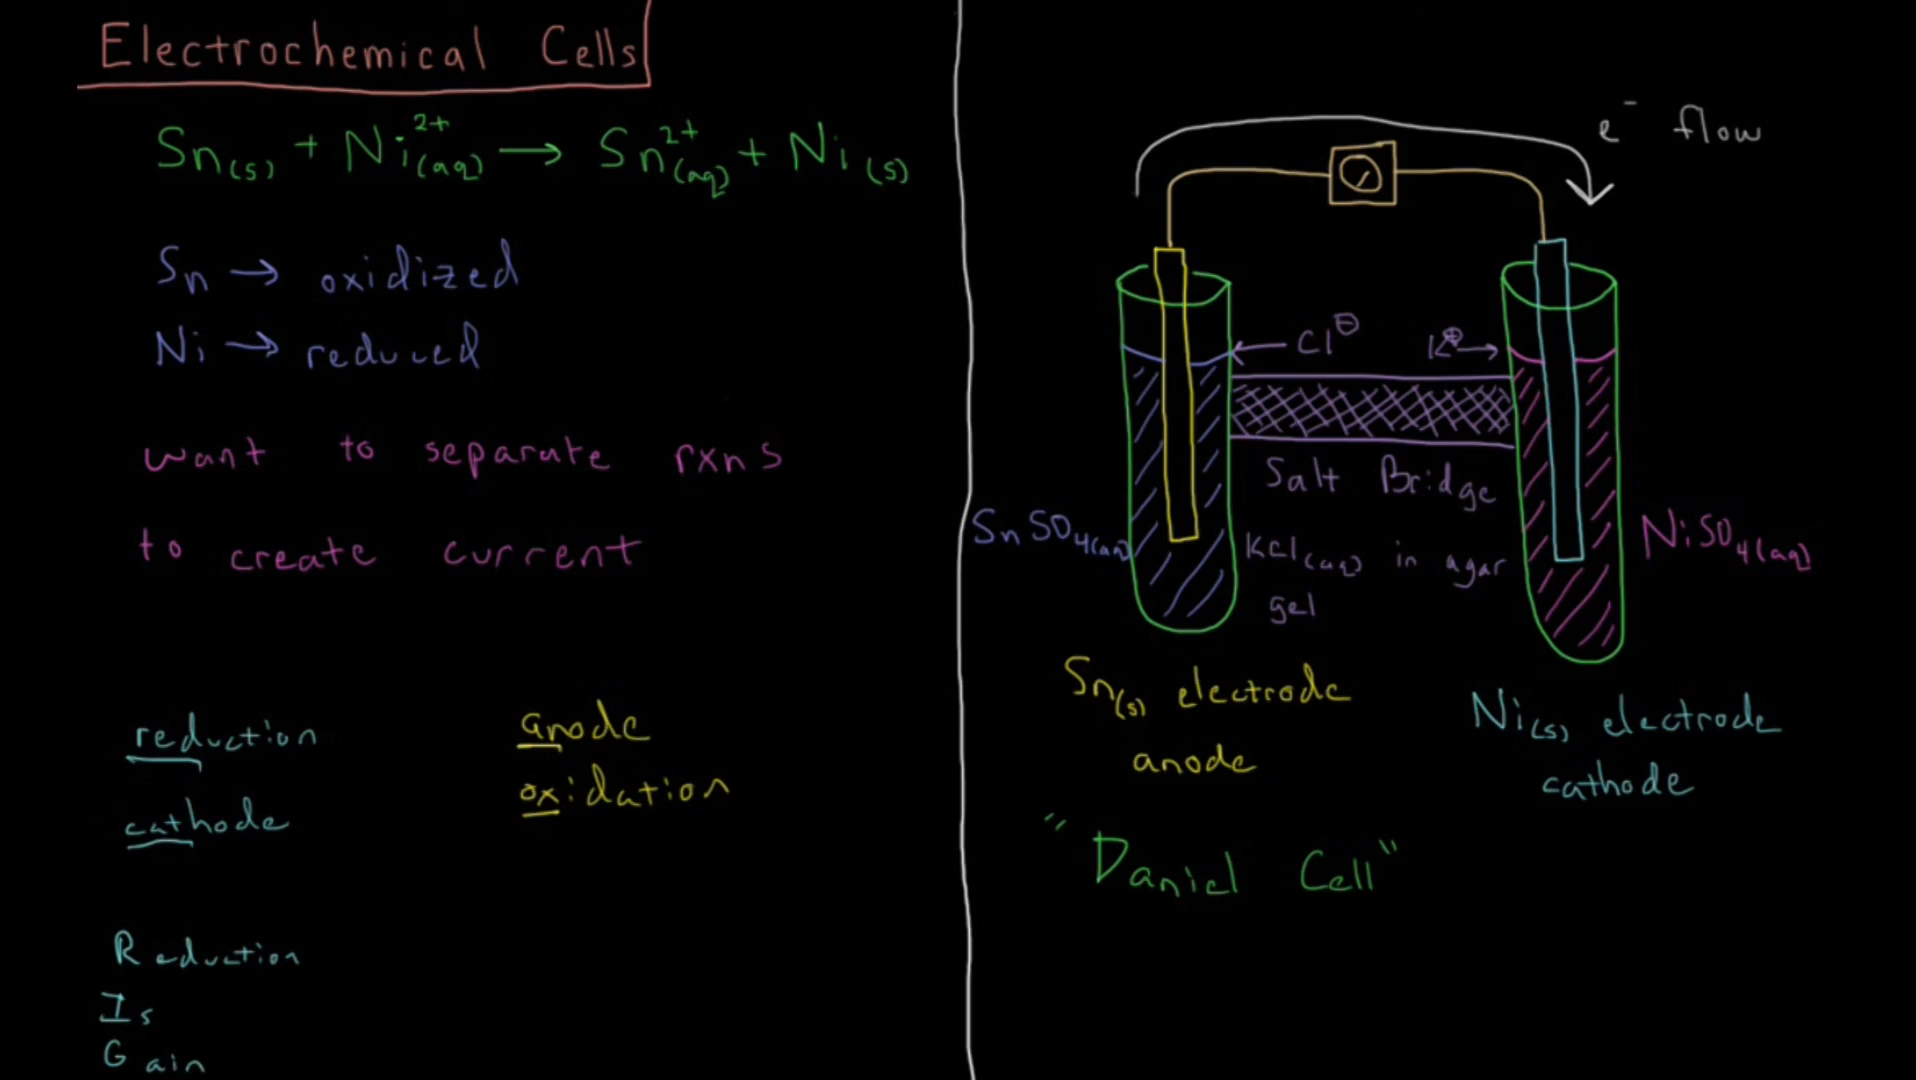 Electrochemical Cells
Sn(s) + Ni²⁺(aq) → Sn²⁺(aq) + Ni(s)
Sn → oxidized
Ni → reduced
want to separate rxns
to create current
reduction
cathode
anode
oxidation
Reduction
Is
Gain
e⁻ flow
Cl⊖
K⊕
Salt Bridge
SnSO₄(aq)
KCl(aq) in agar
gel
NiSO₄(aq)
Sn(s) electrode
anode
Ni(s) electrode
cathode
"Daniel Cell"